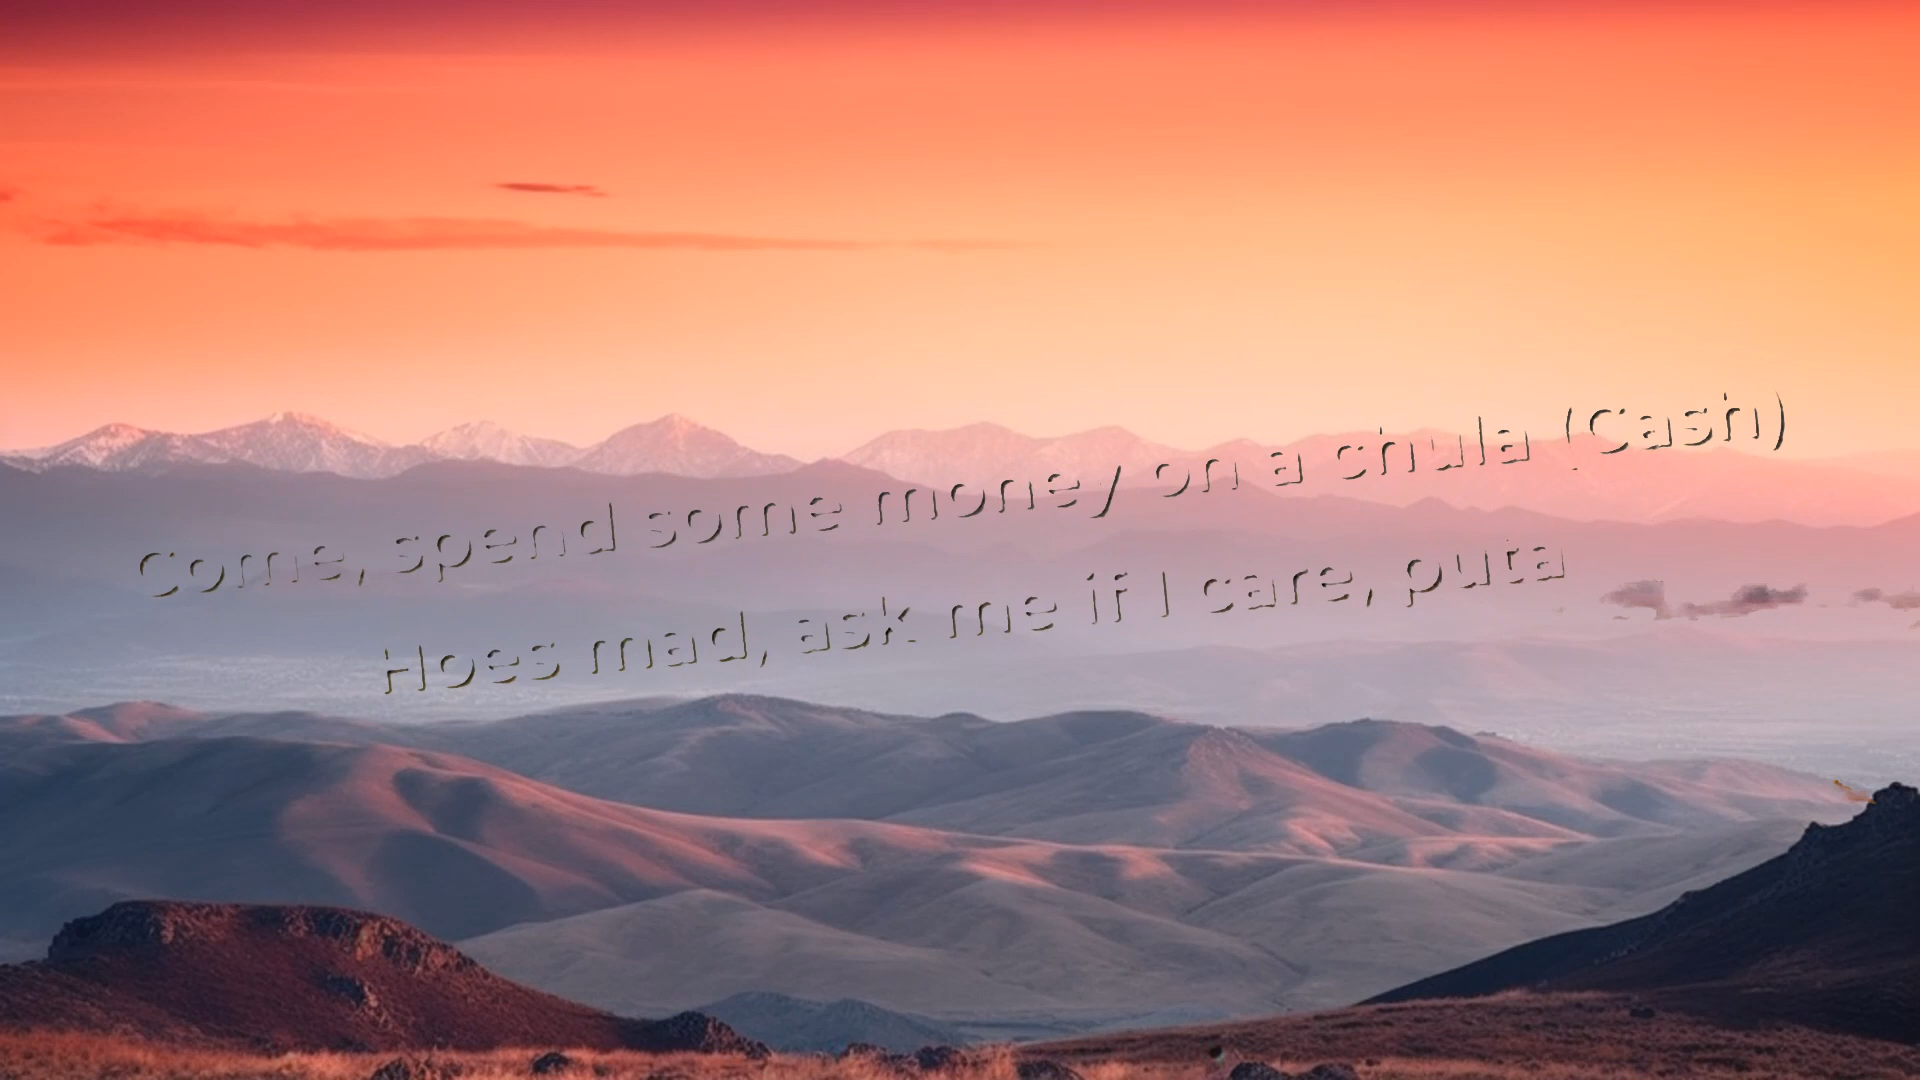 Come, spend some money on a chula (Cash)
Hoes mad, ask me if I care, puta